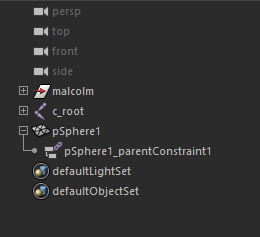 persp
top
front
side
malcolm
c_root
pSphere1
pSphere1_parentConstraint1
defaultLightSet
defaultObjectSet